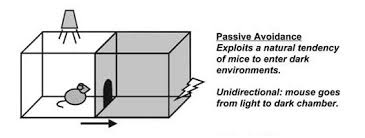 Passive Avoidance
Exploits a natural tendency
of mice to enter dark
environments.
Unidirectional: mouse goes
from light to dark chamber.